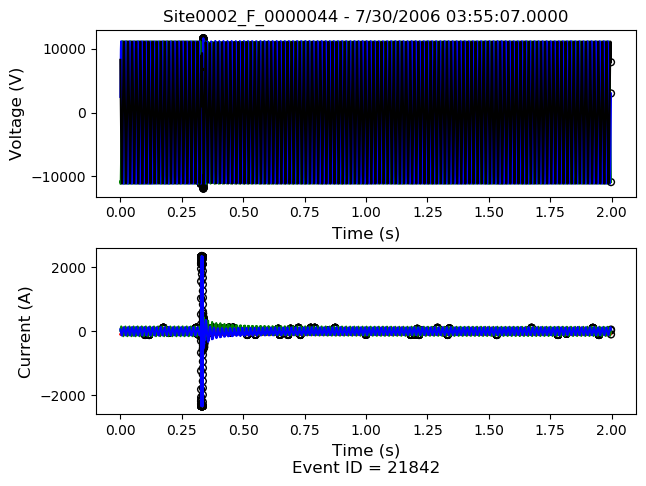 Site0002_F_0000044 - 7/30/2006 03:55:07.0000
Voltage (V)
10000
0
−10000
0.00 0.25 0.50 0.75 1.00 1.25 1.50 1.75 2.00
Time (s)
Current (A)
2000
0
−2000
0.00 0.25 0.50 0.75 1.00 1.25 1.50 1.75 2.00
Time (s)
Event ID = 21842